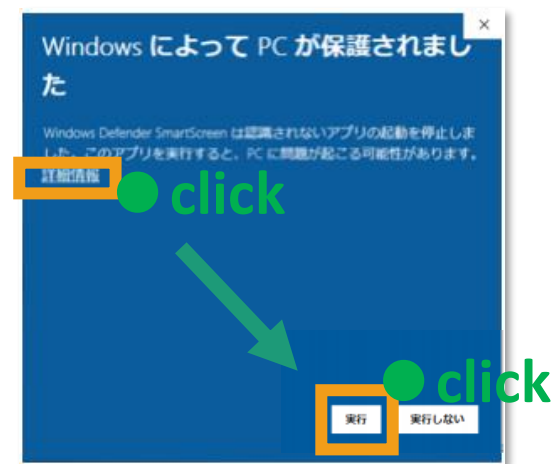 ×
Windows によって PC が保護されまし
た
Windows Defender SmartScreen は認識されないアプリの起動を停止しま
した。このアプリを実行すると、PC に問題が起こる可能性があります。
詳細情報
click
click
実行 実行しない